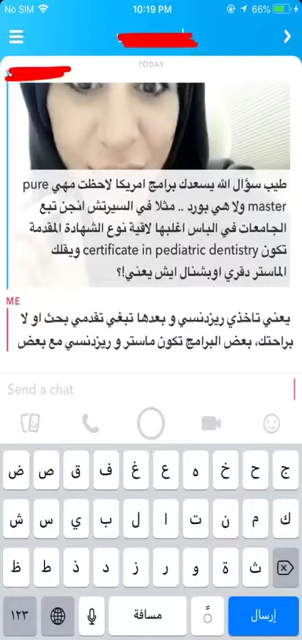 No SIM
10:19 PM
66%
TODAY
طيب سؤال الله يسعدك برامج امريكا لاحظت مهي pure
master ولا هي بورد .. مثلا في السيرتش انجن تبع
الجامعات في الباس اغلبها لاقية نوع الشهادة المقدمة
تكون certificate in pediatric dentistry ويقلك
الماستر دقري اوبشنال ايش يعني!؟
ME
يعني تاخذي ريزدنسي و بعدها تبغي تقدمي بحث او لا
براحتك، بعض البرامج تكون ماستر و ريزدنسي مع بعض
Send a chat
ض ص ق ف غ ع ه خ ح ج
ش س ي ب ل ا ت ن م ك
ظ ط ذ د ز ر و ة ث
١٢٣
مسافة
إرسال